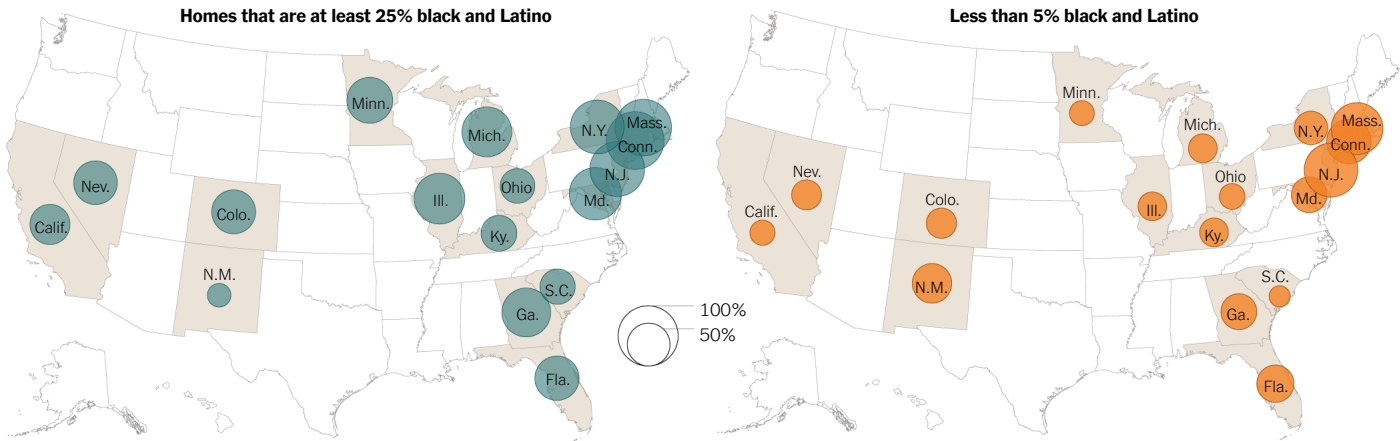 Homes that are at least 25% black and Latino
Minn.
Mich.
N.Y.
Mass.
Conn.
N.J.
Md.
Ohio
Ill.
Ky.
Nev.
Calif.
Colo.
N.M.
S.C.
Ga.
Fla.
100%
50%
Less than 5% black and Latino
Minn.
Mich.
N.Y.
Mass.
Conn.
N.J.
Md.
Ohio
Ill.
Ky.
Nev.
Calif.
Colo.
N.M.
S.C.
Ga.
Fla.